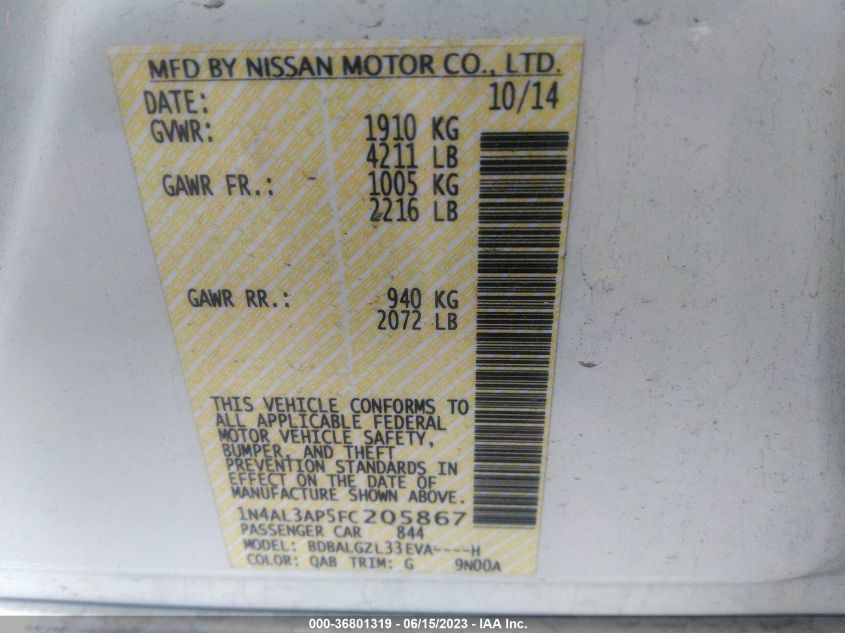 MFD BY NISSAN MOTOR CO., LTD.
DATE: 10/14
GVWR: 1910 KG
4211 LB
GAWR FR.: 1005 KG
2216 LB
GAWR RR.: 940 KG
2072 LB
THIS VEHICLE CONFORMS TO
ALL APPLICABLE FEDERAL
MOTOR VEHICLE SAFETY,
BUMPER, AND THEFT
PREVENTION STANDARDS IN
EFFECT ON THE DATE OF
MANUFACTURE SHOWN ABOVE.
1N4AL3AP5FC205867
PASSENGER CAR 844
MODEL: BDBALGZL33EVA----H
COLOR: QAB TRIM: G 9N00A
000-36801319 - 06/15/2023 - IAA Inc.